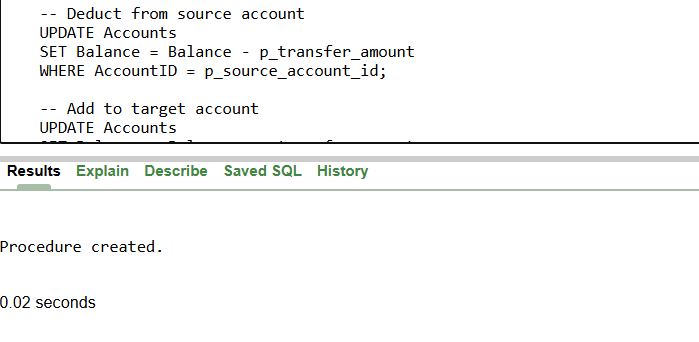 -- Deduct from source account
UPDATE Accounts
SET Balance = Balance - p_transfer_amount
WHERE AccountID = p_source_account_id;
-- Add to target account
UPDATE Accounts
Results Explain Describe Saved SQL History
Procedure created.
0.02 seconds